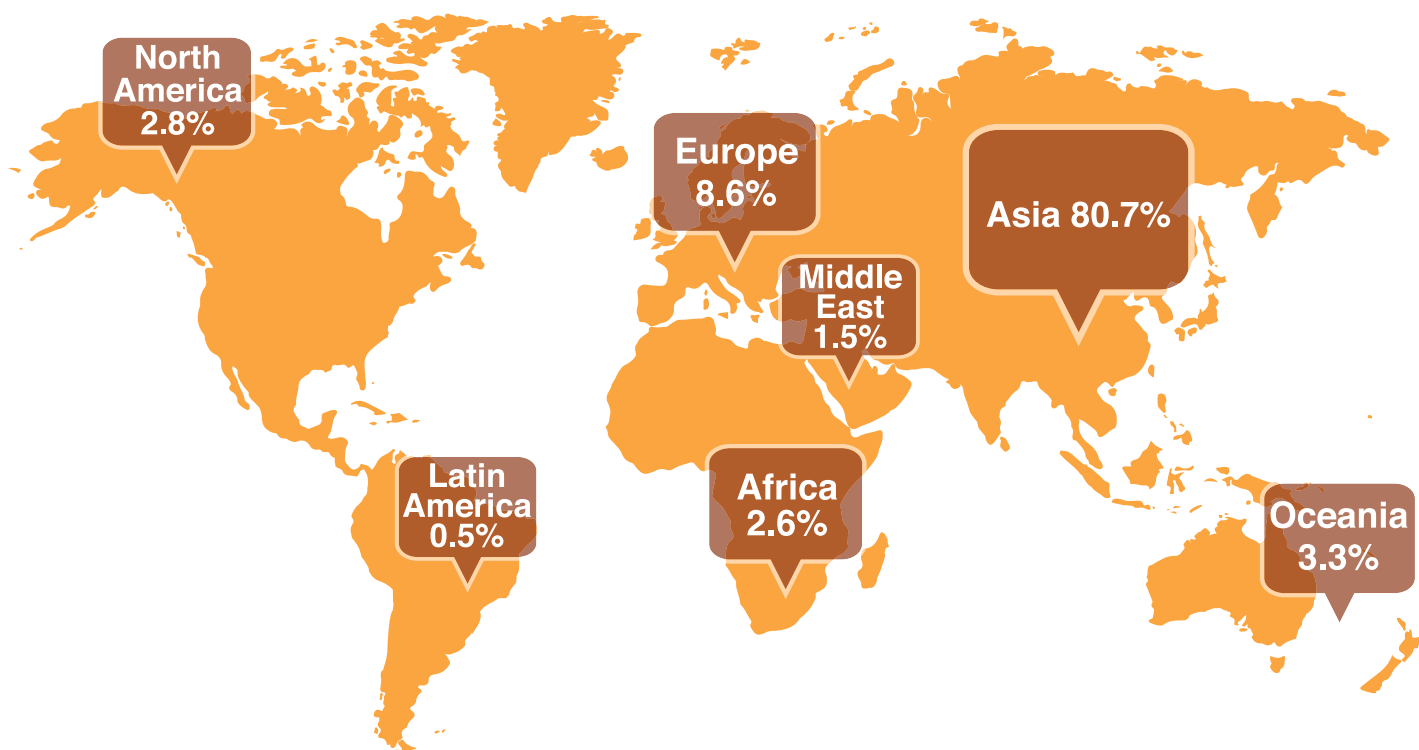 North
America
2.8%
Europe
8.6%
Asia 80.7%
Middle
East
1.5%
Latin
America
0.5%
Africa
2.6%
Oceania
3.3%